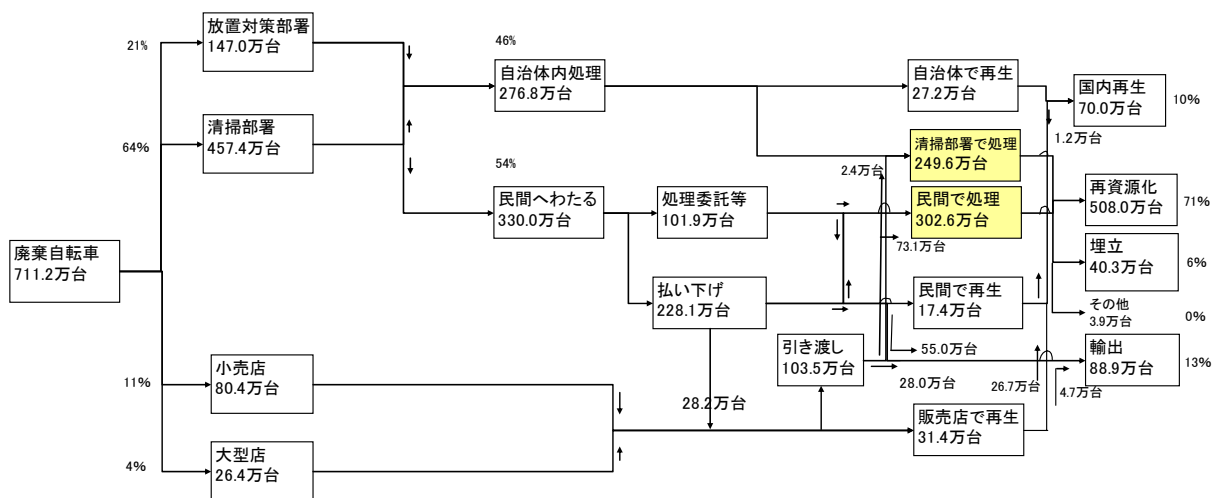 廃棄自転車
711.2万台
21%
放置対策部署
147.0万台
64%
清掃部署
457.4万台
11%
小売店
80.4万台
4%
大型店
26.4万台
46%
自治体内処理
276.8万台
54%
民間へわたる
330.0万台
処理委託等
101.9万台
払い下げ
228.1万台
28.2万台
引き渡し
103.5万台
自治体で再生
27.2万台
清掃部署で処理
249.6万台
2.4万台
民間で処理
302.6万台
73.1万台
民間で再生
17.4万台
55.0万台
28.0万台
26.7万台
4.7万台
販売店で再生
31.4万台
国内再生
70.0万台
10%
1.2万台
再資源化
508.0万台
71%
埋立
40.3万台
6%
その他
3.9万台
0%
輸出
88.9万台
13%